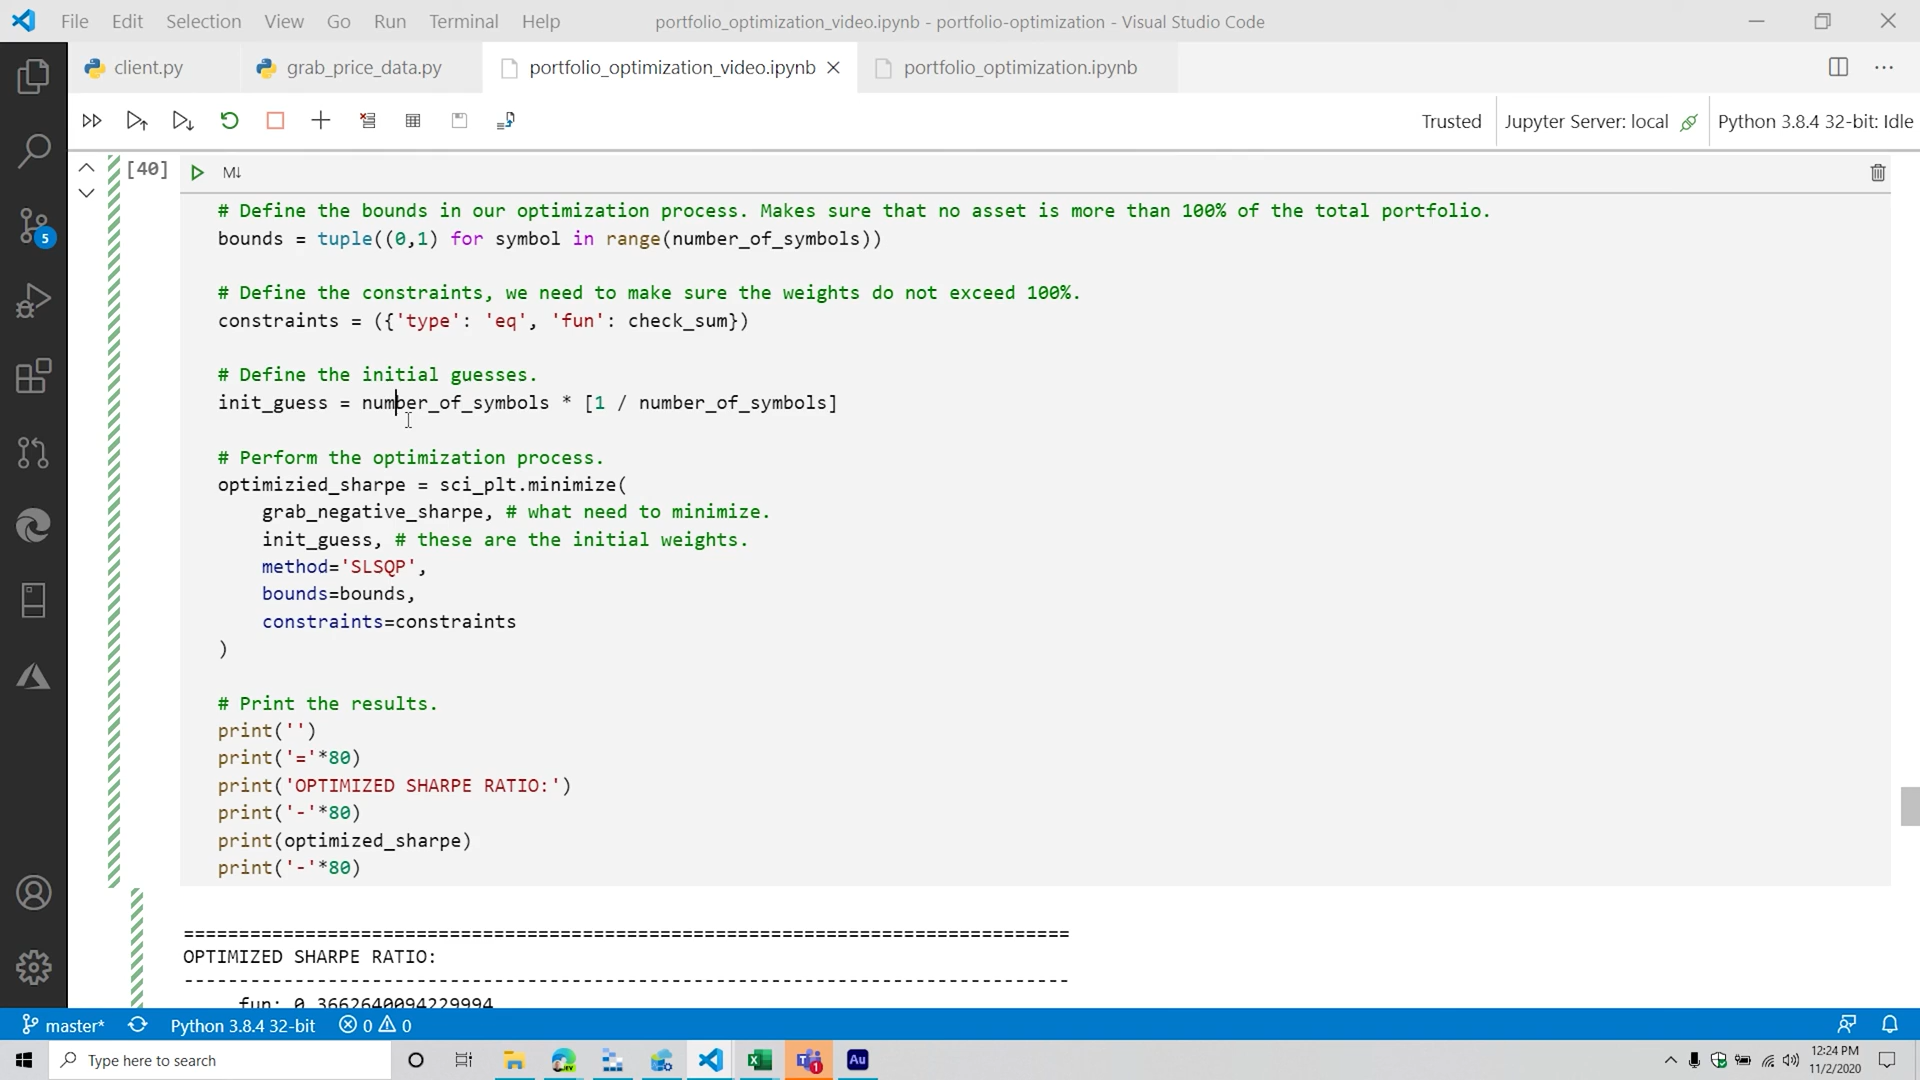 File Edit Selection View Go Run Terminal Help
portfolio_optimization_video.ipynb - portfolio-optimization - Visual Studio Code
client.py
grab_price_data.py
portfolio_optimization_video.ipynb
portfolio_optimization.ipynb
Trusted
Jupyter Server: local
Python 3.8.4 32-bit: Idle
[40]
M↓
# Define the bounds in our optimization process. Makes sure that no asset is more than 100% of the total portfolio.
bounds = tuple((0,1) for symbol in range(number_of_symbols))
# Define the constraints, we need to make sure the weights do not exceed 100%.
constraints = ({'type': 'eq', 'fun': check_sum})
# Define the initial guesses.
init_guess = number_of_symbols * [1 / number_of_symbols]
# Perform the optimization process.
optimizied_sharpe = sci_plt.minimize(
grab_negative_sharpe, # what need to minimize.
init_guess, # these are the initial weights.
method='SLSQP',
bounds=bounds,
constraints=constraints
)
# Print the results.
print('')
print('='*80)
print('OPTIMIZED SHARPE RATIO:')
print('-'*80)
print(optimized_sharpe)
print('-'*80)
================================================================================
OPTIMIZED SHARPE RATIO:
--------------------------------------------------------------------------------
fun: 0.3662640094229994
5
master*
Python 3.8.4 32-bit
0
0
Type here to search
DEV
1
Au
12:24 PM
11/2/2020